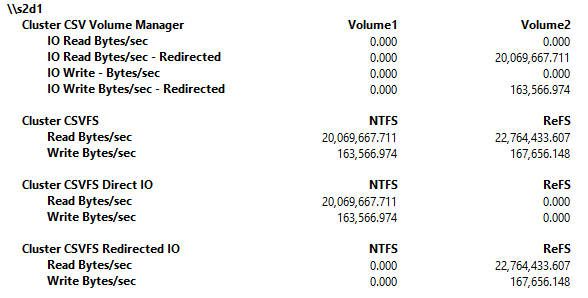 \\s2d1
Cluster CSV Volume Manager Volume1 Volume2
IO Read Bytes/sec 0.000 0.000
IO Read Bytes/sec - Redirected 0.000 20,069,667.711
IO Write - Bytes/sec 0.000 0.000
IO Write Bytes/sec - Redirected 0.000 163,566.974
Cluster CSVFS NTFS ReFS
Read Bytes/sec 20,069,667.711 22,764,433.607
Write Bytes/sec 163,566.974 167,656.148
Cluster CSVFS Direct IO NTFS ReFS
Read Bytes/sec 20,069,667.711 0.000
Write Bytes/sec 163,566.974 0.000
Cluster CSVFS Redirected IO NTFS ReFS
Read Bytes/sec 0.000 22,764,433.607
Write Bytes/sec 0.000 167,656.148